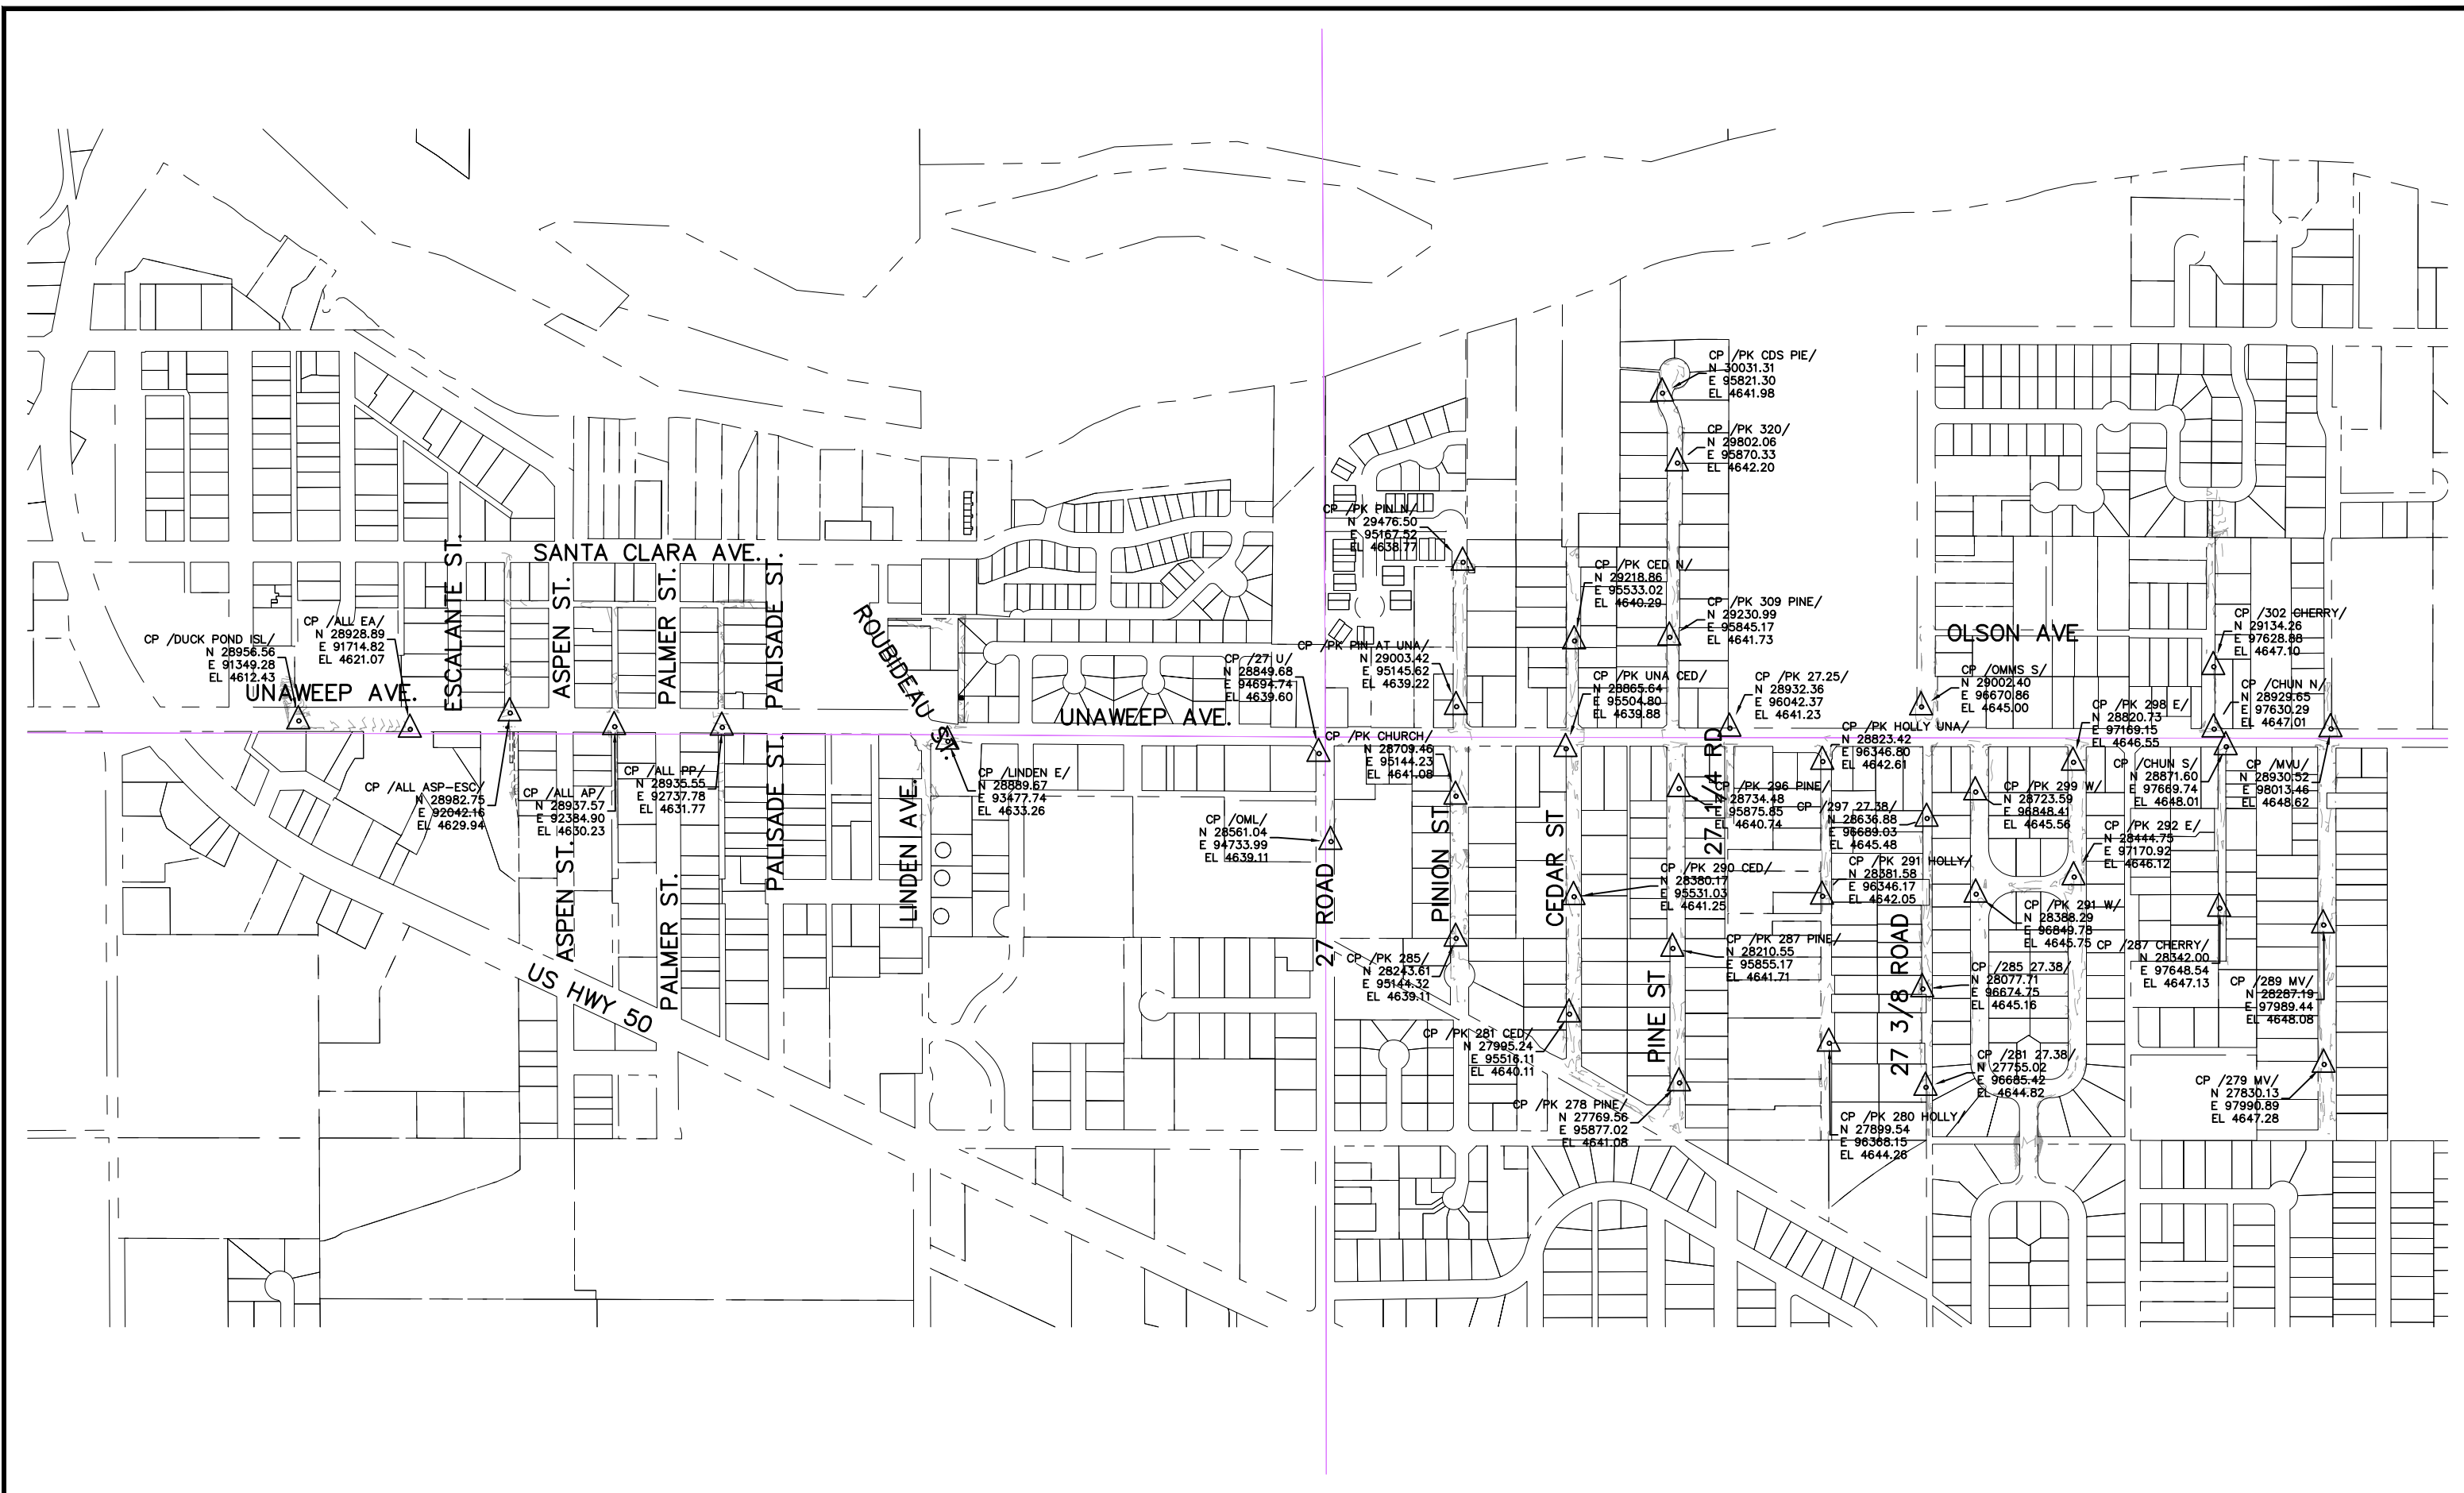 CP /PK CDS PIE/
N 30031.31
E 95821.30
EL 4641.98
CP /PK 320/
N 29802.06
E 95870.33
EL 4642.20
CP /PK PIN N/
N 29476.50
E 95167.52
EL 4638.77
SANTA CLARA AVE.
ESCALANTE ST.
ASPEN ST.
PALMER ST.
PALISADE ST.
ROUBIDEAU ST.
CP /PK CED N/
N 29218.86
E 95533.02
EL 4640.29
CP /PK 309 PINE/
N 29230.99
E 95845.17
EL 4641.73
CP /302 CHERRY/
N 29134.26
E 97628.88
EL 4647.10
OLSON AVE
CP /DUCK POND ISL/
N 28956.56
E 91349.28
EL 4612.43
CP /ALL EA/
N 28928.89
E 91714.82
EL 4621.07
UNAWEEP AVE.
CP /27 U/
N 28849.68
E 94694.74
EL 4639.60
CP /PK PIN AT UNA/
N 29003.42
E 95145.62
EL 4639.22
CP /PK UNA CED/
N 28865.64
E 95504.80
EL 4639.88
CP /PK 27.25/
N 28932.36
E 96042.37
EL 4641.23
CP /OMMS S/
N 29002.40
E 96670.86
EL 4645.00
CP /CHUN N/
N 28929.65
E 97630.29
EL 4647.01
CP /PK 298 E/
N 28820.73
E 97169.15
EL 4646.55
UNAWEEP AVE.
CP /PK HOLLY UNA/
N 28823.42
E 96346.80
EL 4642.61
CP /PK CHURCH/
N 28709.46
E 95144.23
EL 4641.08
CP /CHUN S/
N 28871.60
E 97669.74
EL 4648.01
CP /MVU/
N 28930.52
E 98013.46
EL 4648.62
CP /ALL ASP-ESC/
N 28982.75
E 92042.16
EL 4629.94
CP /ALL AP/
N 28937.57
E 92384.90
EL 4630.23
CP /ALL PP/
N 28935.55
E 92737.78
EL 4631.77
CP /LINDEN E/
N 28889.67
E 93477.74
EL 4633.26
PALISADE ST.
LINDEN AVE.
ASPEN ST.
PALMER ST.
CP /OML/
N 28561.04
E 94733.99
EL 4639.11
27 ROAD
PINION ST
CEDAR ST
27 1/4 RD
CP /PK 296 PINE/
N 28734.48
E 95875.85
EL 4640.74
CP /297 27.38/
N 28636.88
E 96689.03
EL 4645.48
CP /PK 299 W/
N 28723.59
E 96848.41
EL 4645.56
CP /PK 292 E/
N 28444.75
E 97170.92
EL 4646.12
CP /PK 290 CED/
N 28380.17
E 95531.03
EL 4641.25
CP /PK 291 HOLLY/
N 28381.58
E 96346.17
EL 4642.05
CP /PK 291 W/
N 28388.29
E 96849.78
EL 4645.75
CP /287 CHERRY/
N 28342.00
E 97648.54
EL 4647.13
CP /PK 287 PINE/
N 28210.55
E 95855.17
EL 4641.71
27 3/8 ROAD
CP /PK 285/
N 28243.61
E 95144.32
EL 4639.11
US HWY 50
PINE ST
CP /285 27.38/
N 28077.71
E 96674.75
EL 4645.16
CP /289 MV/
N 28287.19
E 97989.44
EL 4648.08
CP /PK 281 CED/
N 27995.24
E 95516.11
EL 4640.11
CP /281 27.38/
N 27755.02
E 96685.42
EL 4644.82
CP /279 MV/
N 27830.13
E 97990.89
EL 4647.28
CP /PK 278 PINE/
N 27769.56
E 95877.02
EL 4641.08
CP /PK 280 HOLLY/
N 27899.54
E 96368.15
EL 4644.26